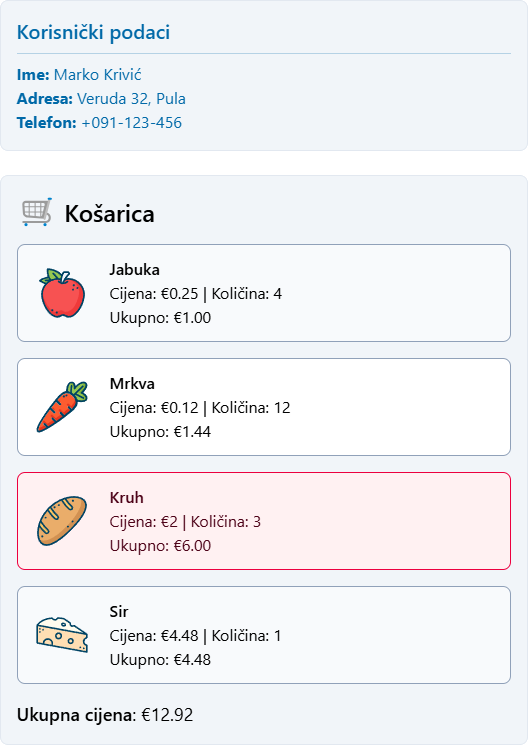 Korisnički podaci
Ime: Marko Krivić
Adresa: Veruda 32, Pula
Telefon: +091-123-456
Košarica
Jabuka
Cijena: €0.25 | Količina: 4
Ukupno: €1.00
Mrkva
Cijena: €0.12 | Količina: 12
Ukupno: €1.44
Kruh
Cijena: €2 | Količina: 3
Ukupno: €6.00
Sir
Cijena: €4.48 | Količina: 1
Ukupno: €4.48
Ukupna cijena: €12.92